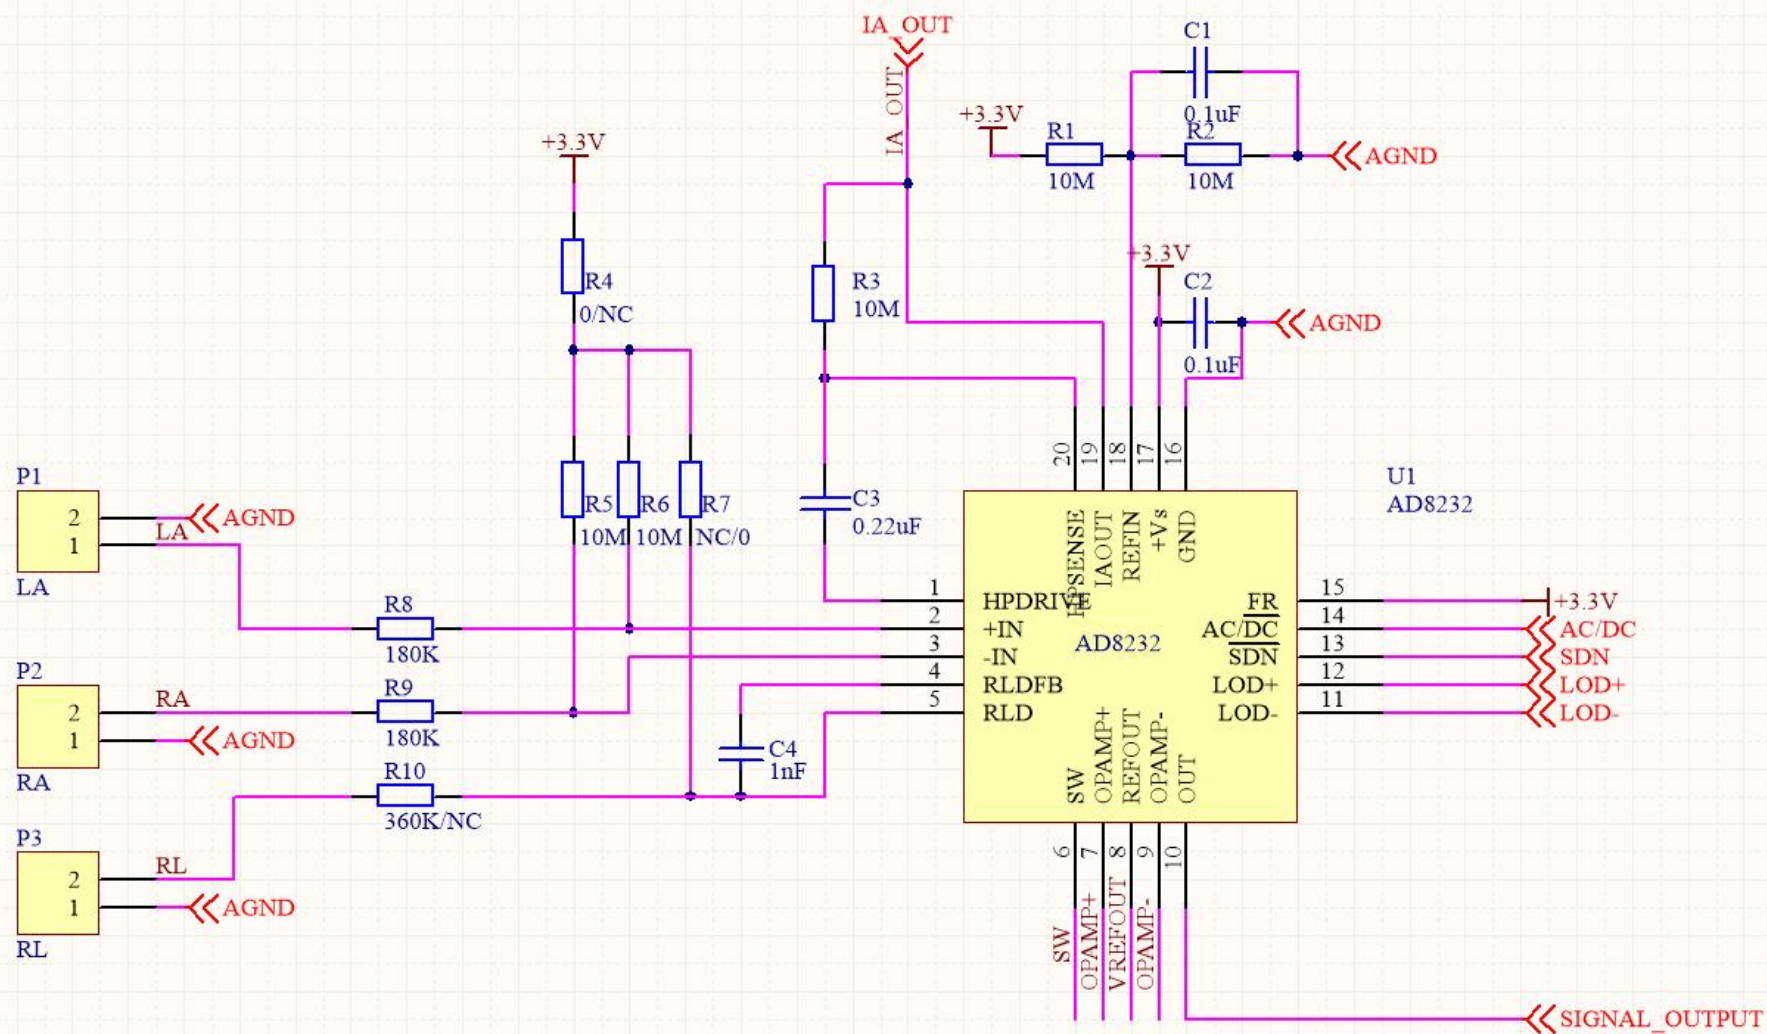 IA_OUT
IA_OUT
C1
0.1uF
+3.3V
R1
10M
R2
10M
AGND
+3.3V
R4
0/NC
R3
10M
+3.3V
C2
0.1uF
AGND
R5
10M
R6
10M
R7
NC/0
C3
0.22uF
P1
2
1
AGND
LA
LA
R8
180K
P2
2
1
RA
AGND
RA
R9
180K
R10
360K/NC
P3
2
1
RL
AGND
RL
C4
1nF
U1
AD8232
20
19
18
17
16
HPSENSE
IAOUT
REFIN
+Vs
GND
1
HPDRIVE
2
+IN
3
-IN
4
RLDFB
5
RLD
AD8232
FR
15
+3.3V
AC/DC
14
AC/DC
SDN
13
SDN
LOD+
12
LOD+
LOD-
11
LOD-
SW
OPAMP+
REFOUT
OPAMP-
OUT
6
7
8
9
10
SW
OPAMP+
VREFOUT
OPAMP-
SIGNAL_OUTPUT